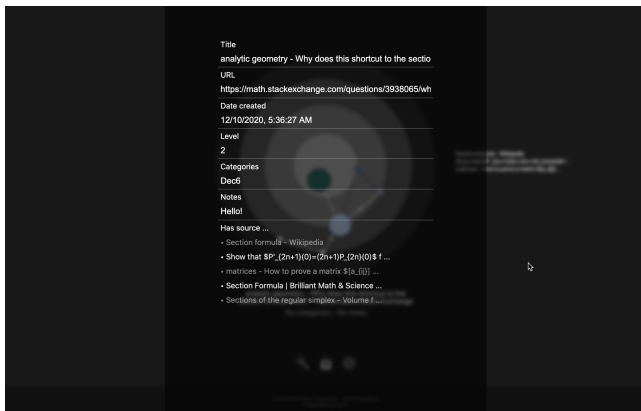 Title
analytic geometry - Why does this shortcut to the sectio
URL
https://math.stackexchange.com/questions/3938065/wh
Date created
12/10/2020, 5:36:27 AM
Level
2
Categories
Dec6
Notes
Hello!
Has source ...
• Section formula - Wikipedia
• Show that $P'_{2n+1}(0)=(2n+1)P_{2n}(0)$ f ...
• matrices - How to prove a matrix $[a_{ij}] ...
• Section Formula | Brilliant Math & Science ...
• Sections of the regular simplex - Volume f ...